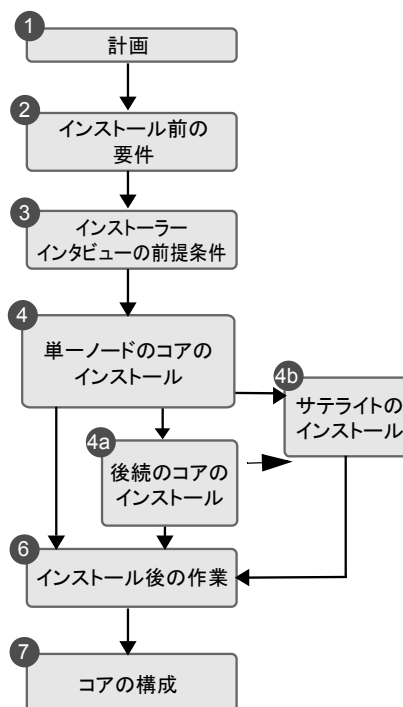 1
計画
2
インストール前の
要件
3
インストーラー
インタビューの前提条件
4
単一ノードのコアの
インストール
4b
サテライトの
インストール
4a
後続のコアの
インストール
6
インストール後の作業
7
コアの構成